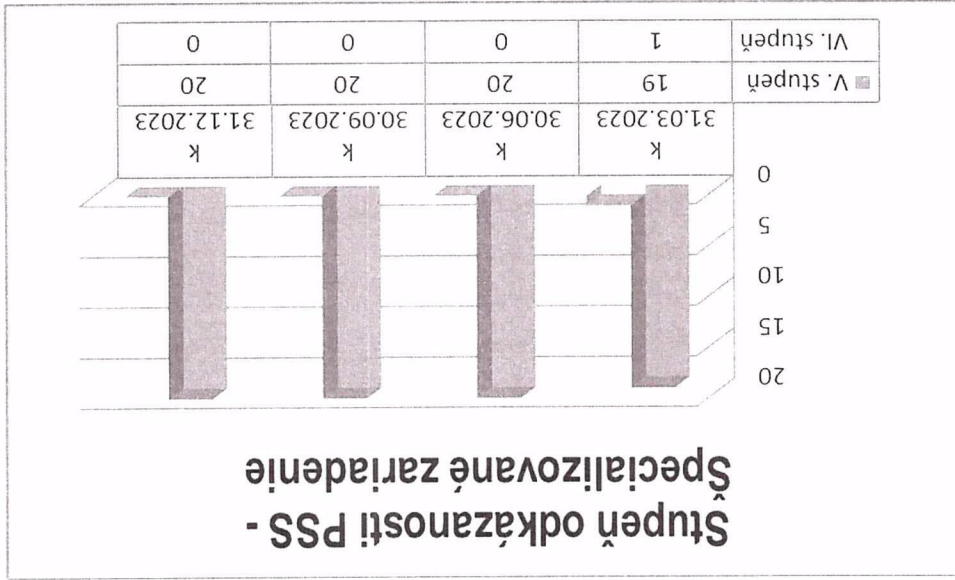 Stupeň odkázanosti PSS -
Špecializované zariadenie
20
15
10
5
0
k k k k
31.03.2023 30.06.2023 30.09.2023 31.12.2023
V. stupeň 19 20 20 20
VI. stupeň 1 0 0 0